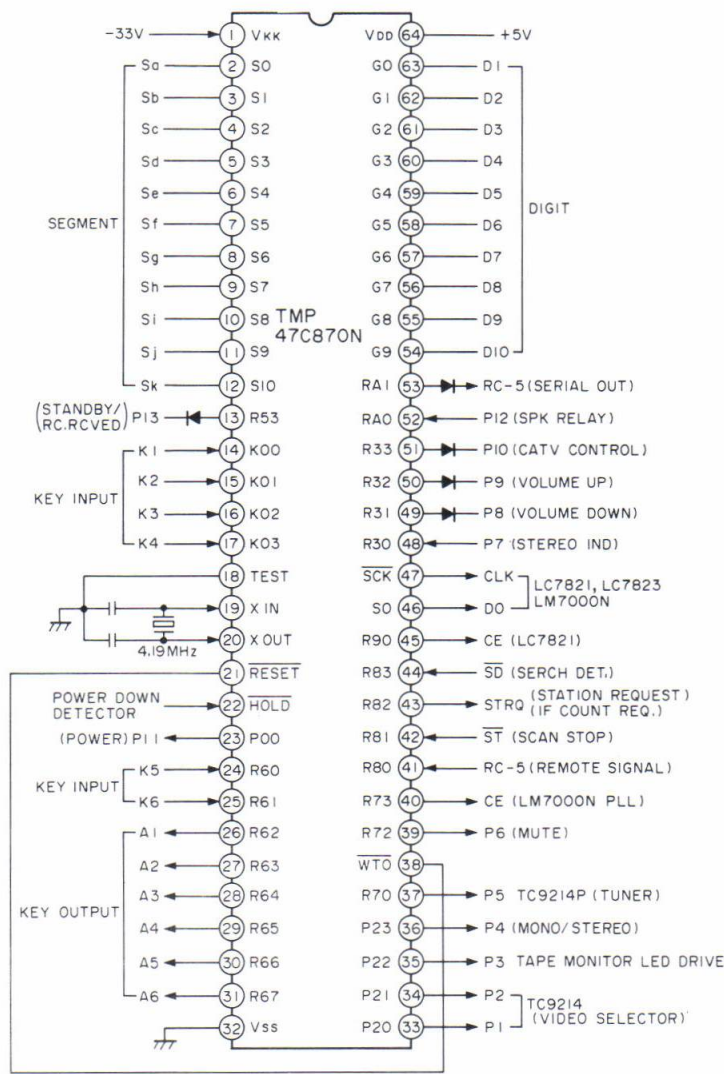 -33V 1 VKK VDD 64 +5V
Sa 2 S0 G0 63 D1
Sb 3 S1 G1 62 D2
Sc 4 S2 G2 61 D3
Sd 5 S3 G3 60 D4
Se 6 S4 G4 59 D5
SEGMENT DIGIT
Sf 7 S5 G5 58 D6
Sg 8 S6 G6 57 D7
Sh 9 S7 G7 56 D8
Si 10 S8 G8 55 D9
TMP
47C870N
Sj 11 S9 G9 54 D10
Sk 12 S10 RA1 53 RC-5 (SERIAL OUT)
(STANDBY/
RC.RCVED) P13 13 R53 RA0 52 P12 (SPK RELAY)
K1 14 K00 R33 51 P10 (CATV CONTROL)
K2 15 K01 R32 50 P9 (VOLUME UP)
KEY INPUT
K3 16 K02 R31 49 P8 (VOLUME DOWN)
K4 17 K03 R30 48 P7 (STEREO IND)
18 TEST SCK 47 CLK
LC7821, LC7823
LM7000N
19 X IN SO 46 DO
4.19MHz 20 X OUT R90 45 CE (LC7821)
21 RESET R83 44 SD (SERCH DET.)
POWER DOWN
DETECTOR 22 HOLD R82 43 STRQ (STATION REQUEST)
(IF COUNT REQ.)
(POWER) P11 23 P00 R81 42 ST (SCAN STOP)
K5 24 R60 R80 41 RC-5 (REMOTE SIGNAL)
KEY INPUT
K6 25 R61 R73 40 CE (LM7000N PLL)
A1 26 R62 R72 39 P6 (MUTE)
A2 27 R63 WTO 38
A3 28 R64 R70 37 P5 TC9214P (TUNER)
KEY OUTPUT
A4 29 R65 P23 36 P4 (MONO/STEREO)
A5 30 R66 P22 35 P3 TAPE MONITOR LED DRIVE
A6 31 R67 P21 34 P2
TC9214
(VIDEO SELECTOR)
32 Vss P20 33 P1